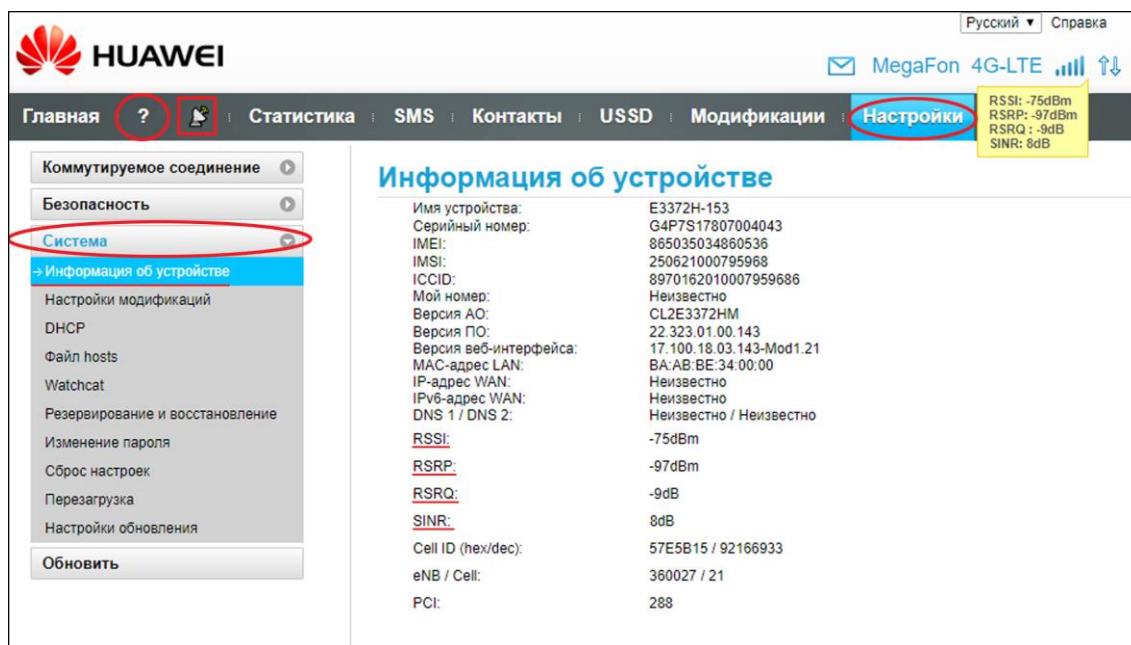 Русский ▼ Справка
HUAWEI
MegaFon 4G-LTE
Главная ? Статистика SMS Контакты USSD Модификации Настройки
RSSI: -75dBm
RSRP: -97dBm
RSRQ : -9dB
SINR: 8dB
Коммутируемое соединение
Безопасность
Система
→Информация об устройстве
Настройки модификаций
DHCP
Файл hosts
Watchcat
Резервирование и восстановление
Изменение пароля
Сброс настроек
Перезагрузка
Настройки обновления
Обновить
Информация об устройстве
Имя устройства: E3372H-153
Серийный номер: G4P7S17807004043
IMEI: 865035034860536
IMSI: 250621000795968
ICCID: 8970162010007959686
Мой номер: Неизвестно
Версия АО: CL2E3372HM
Версия ПО: 22.323.01.00.143
Версия веб-интерфейса: 17.100.18.03.143-Mod1.21
MAC-адрес LAN: BA:AB:BE:34:00:00
IP-адрес WAN: Неизвестно
IPv6-адрес WAN: Неизвестно
DNS 1 / DNS 2: Неизвестно / Неизвестно
RSSI: -75dBm
RSRP: -97dBm
RSRQ: -9dB
SINR: 8dB
Cell ID (hex/dec): 57E5B15 / 92166933
eNB / Cell: 360027 / 21
PCI: 288